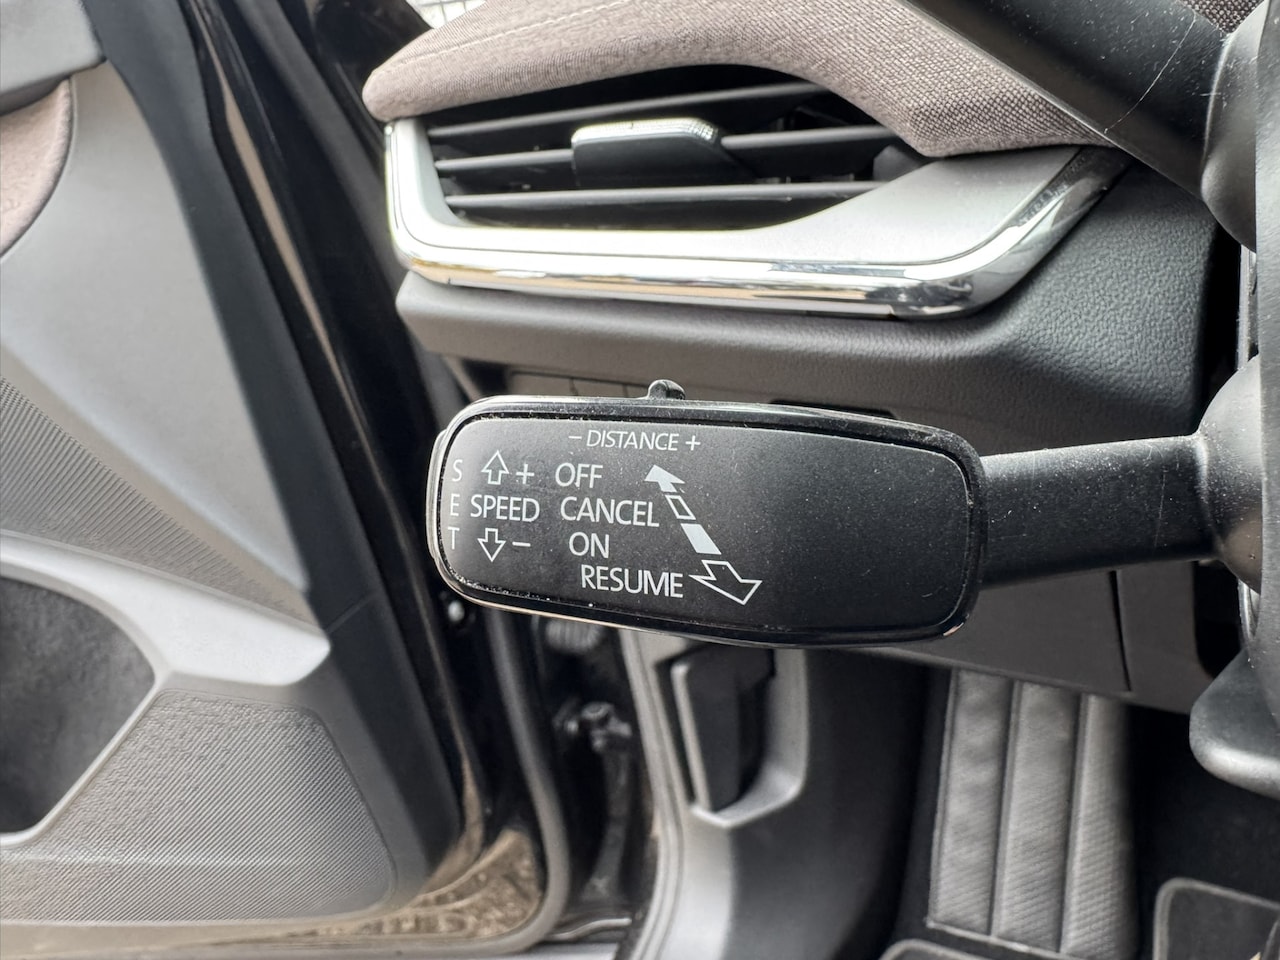 − DISTANCE +
S + OFF
E SPEED CANCEL
T − ON
RESUME